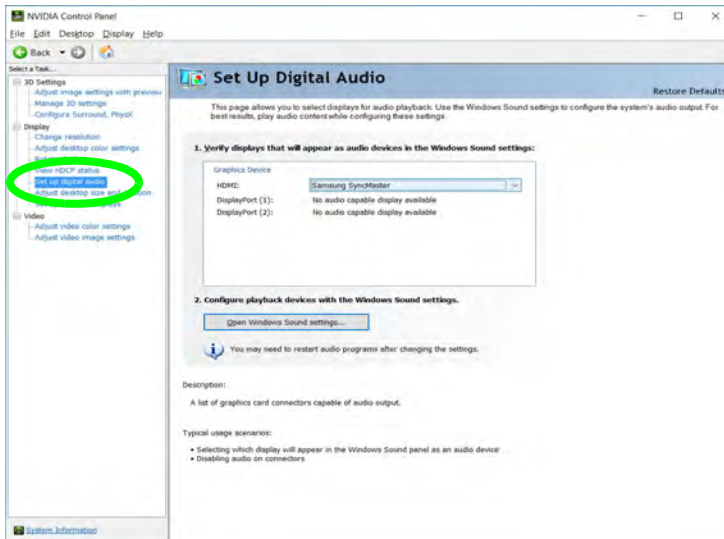 NVIDIA Control Panel
File Edit Desktop Display Help
Back
Select a Task...
3D Settings
Adjust image settings with preview
Manage 3D settings
Configure Surround, PhysX
Display
Change resolution
Adjust desktop color settings
View HDCP status
Set up digital audio
Adjust desktop size and position
Video
Adjust video color settings
Adjust video image settings
System Information
Set Up Digital Audio
Restore Defaults
This page allows you to select displays for audio playback. Use the Windows Sound settings to configure the system's audio output. For
best results, play audio content while configuring these settings.
1. Verify displays that will appear as audio devices in the Windows Sound settings:
Graphics Device
HDMI: Samsung SyncMaster
DisplayPort (1): No audio capable display available
DisplayPort (2): No audio capable display available
2. Configure playback devices with the Windows Sound settings.
Open Windows Sound settings...
You may need to restart audio programs after changing the settings.
Description:
A list of graphics card connectors capable of audio output.
Typical usage scenarios:
• Selecting which display will appear in the Windows Sound panel as an audio device
• Disabling audio on connectors